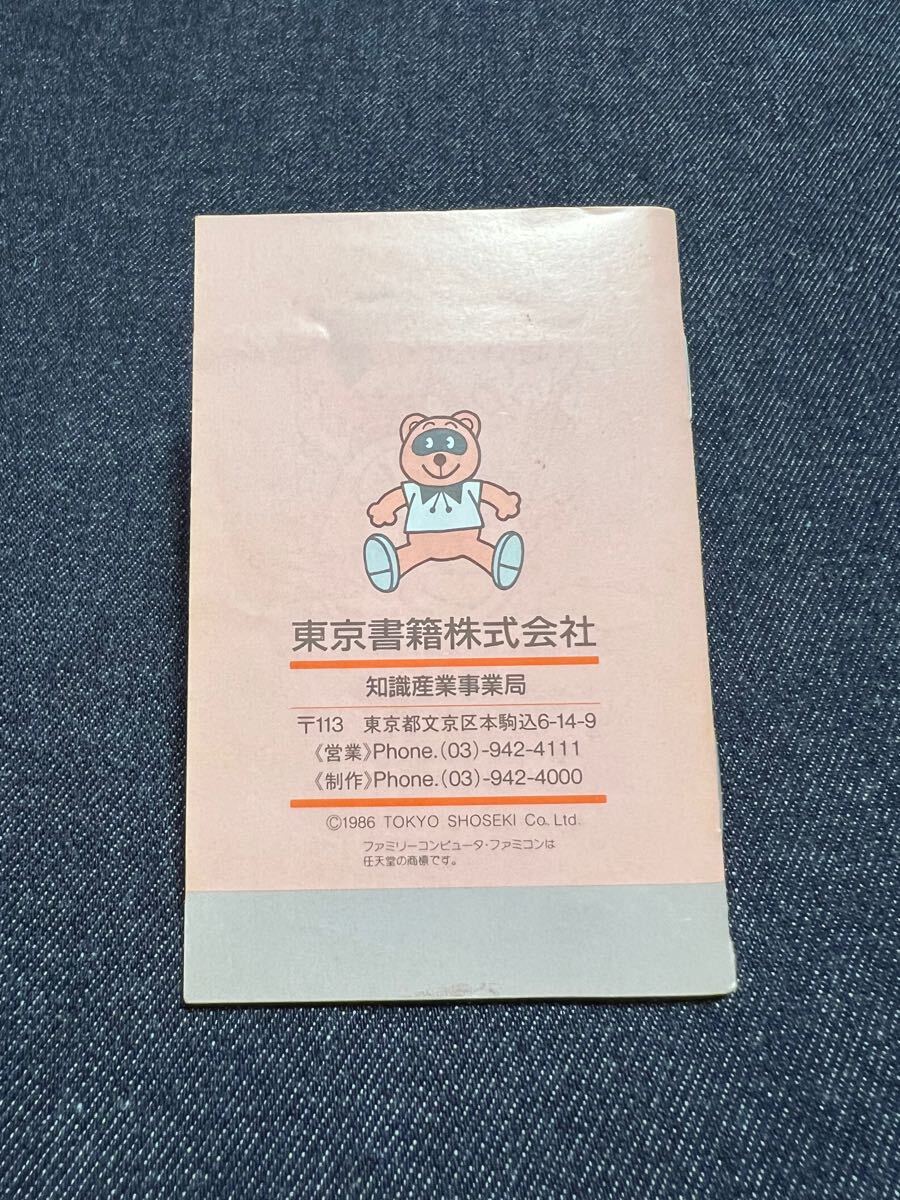 東京書籍株式会社
知識産業事業局
〒113 東京都文京区本駒込6-14-9
《営業》Phone.(03)-942-4111
《制作》Phone.(03)-942-4000
©1986 TOKYO SHOSEKI Co. Ltd.
ファミリーコンピュータ・ファミコンは
任天堂の商標です。